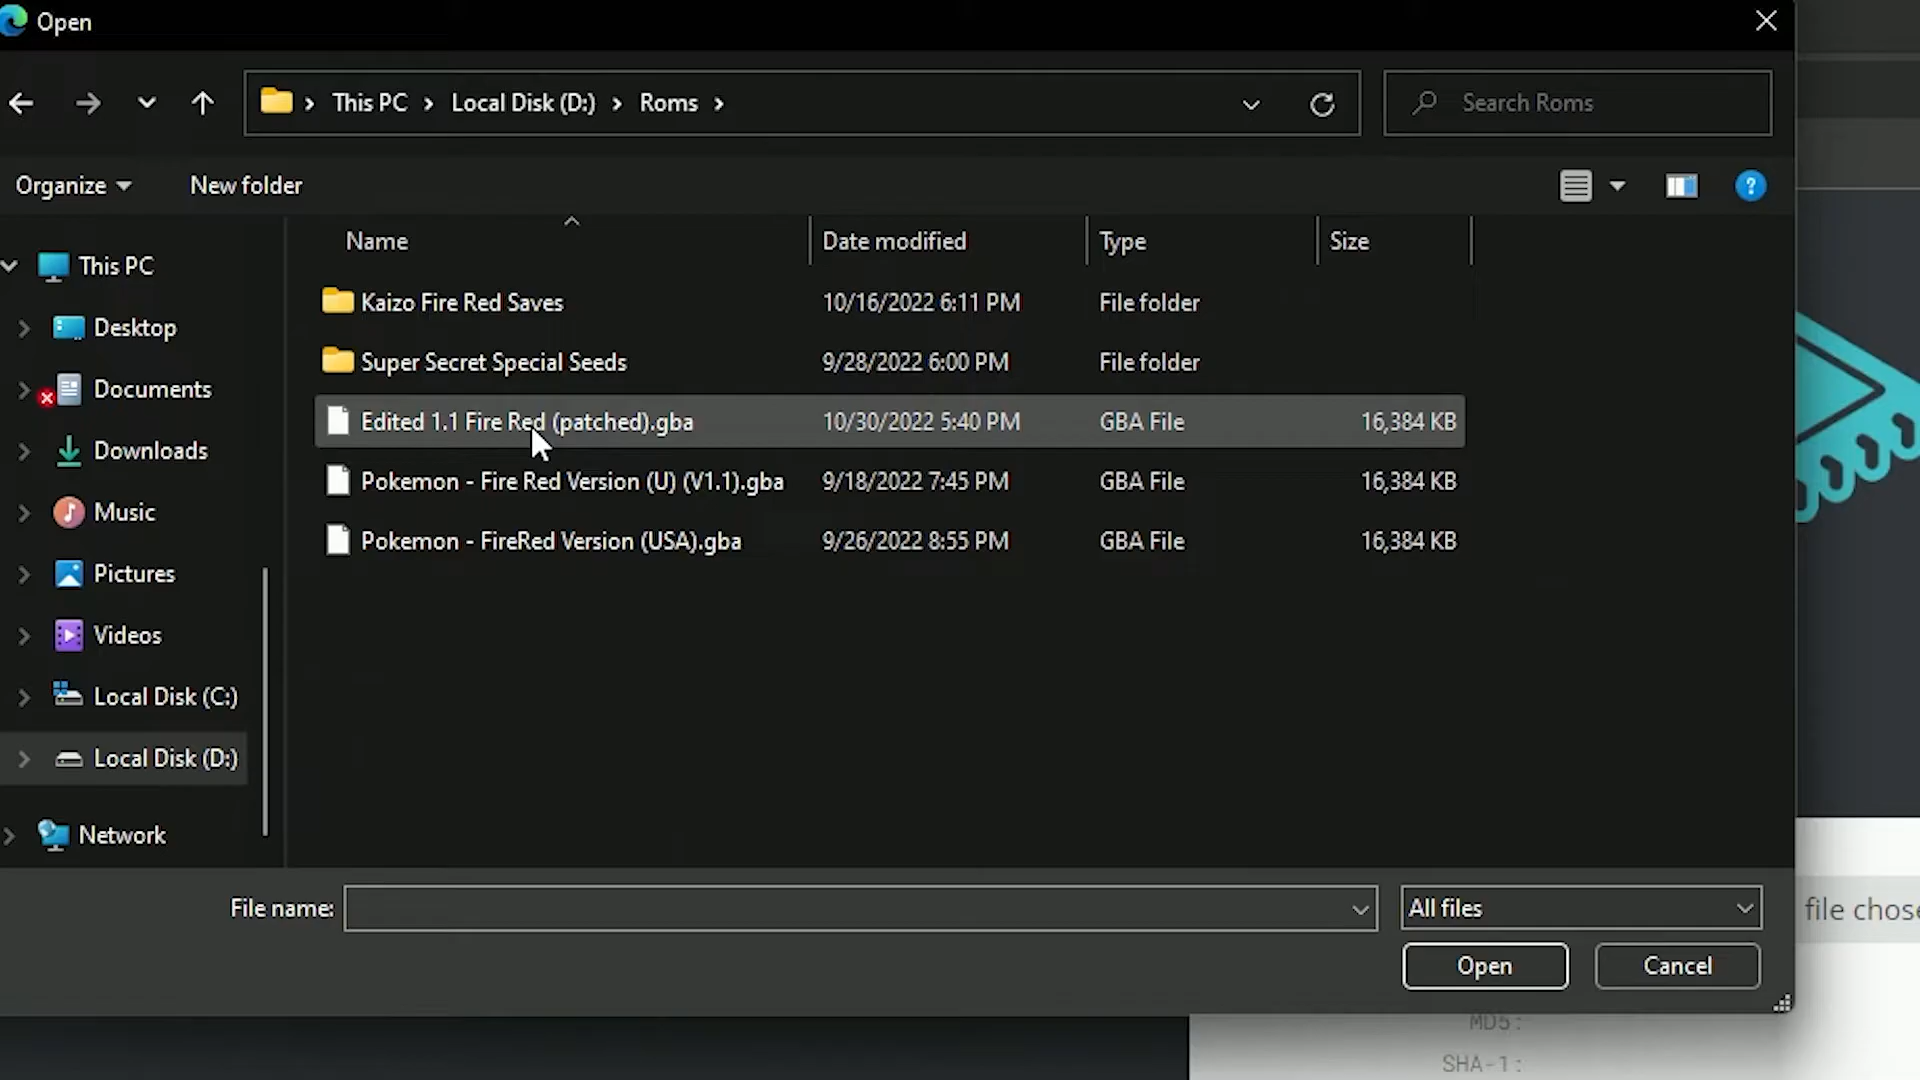 Open
This PC
Local Disk (D:)
Roms
Search Roms
Organize
New folder
?
Name
Date modified
Type
Size
This PC
Desktop
Documents
Downloads
Music
Pictures
Videos
Local Disk (C:)
Local Disk (D:)
Network
Kaizo Fire Red Saves 10/16/2022 6:11 PM File folder
Super Secret Special Seeds 9/28/2022 6:00 PM File folder
Edited 1.1 Fire Red (patched).gba 10/30/2022 5:40 PM GBA File 16,384 KB
Pokemon - Fire Red Version (U) (V1.1).gba 9/18/2022 7:45 PM GBA File 16,384 KB
Pokemon - FireRed Version (USA).gba 9/26/2022 8:55 PM GBA File 16,384 KB
File name:
All files
Open
Cancel
file chose
MD5:
SHA-1: